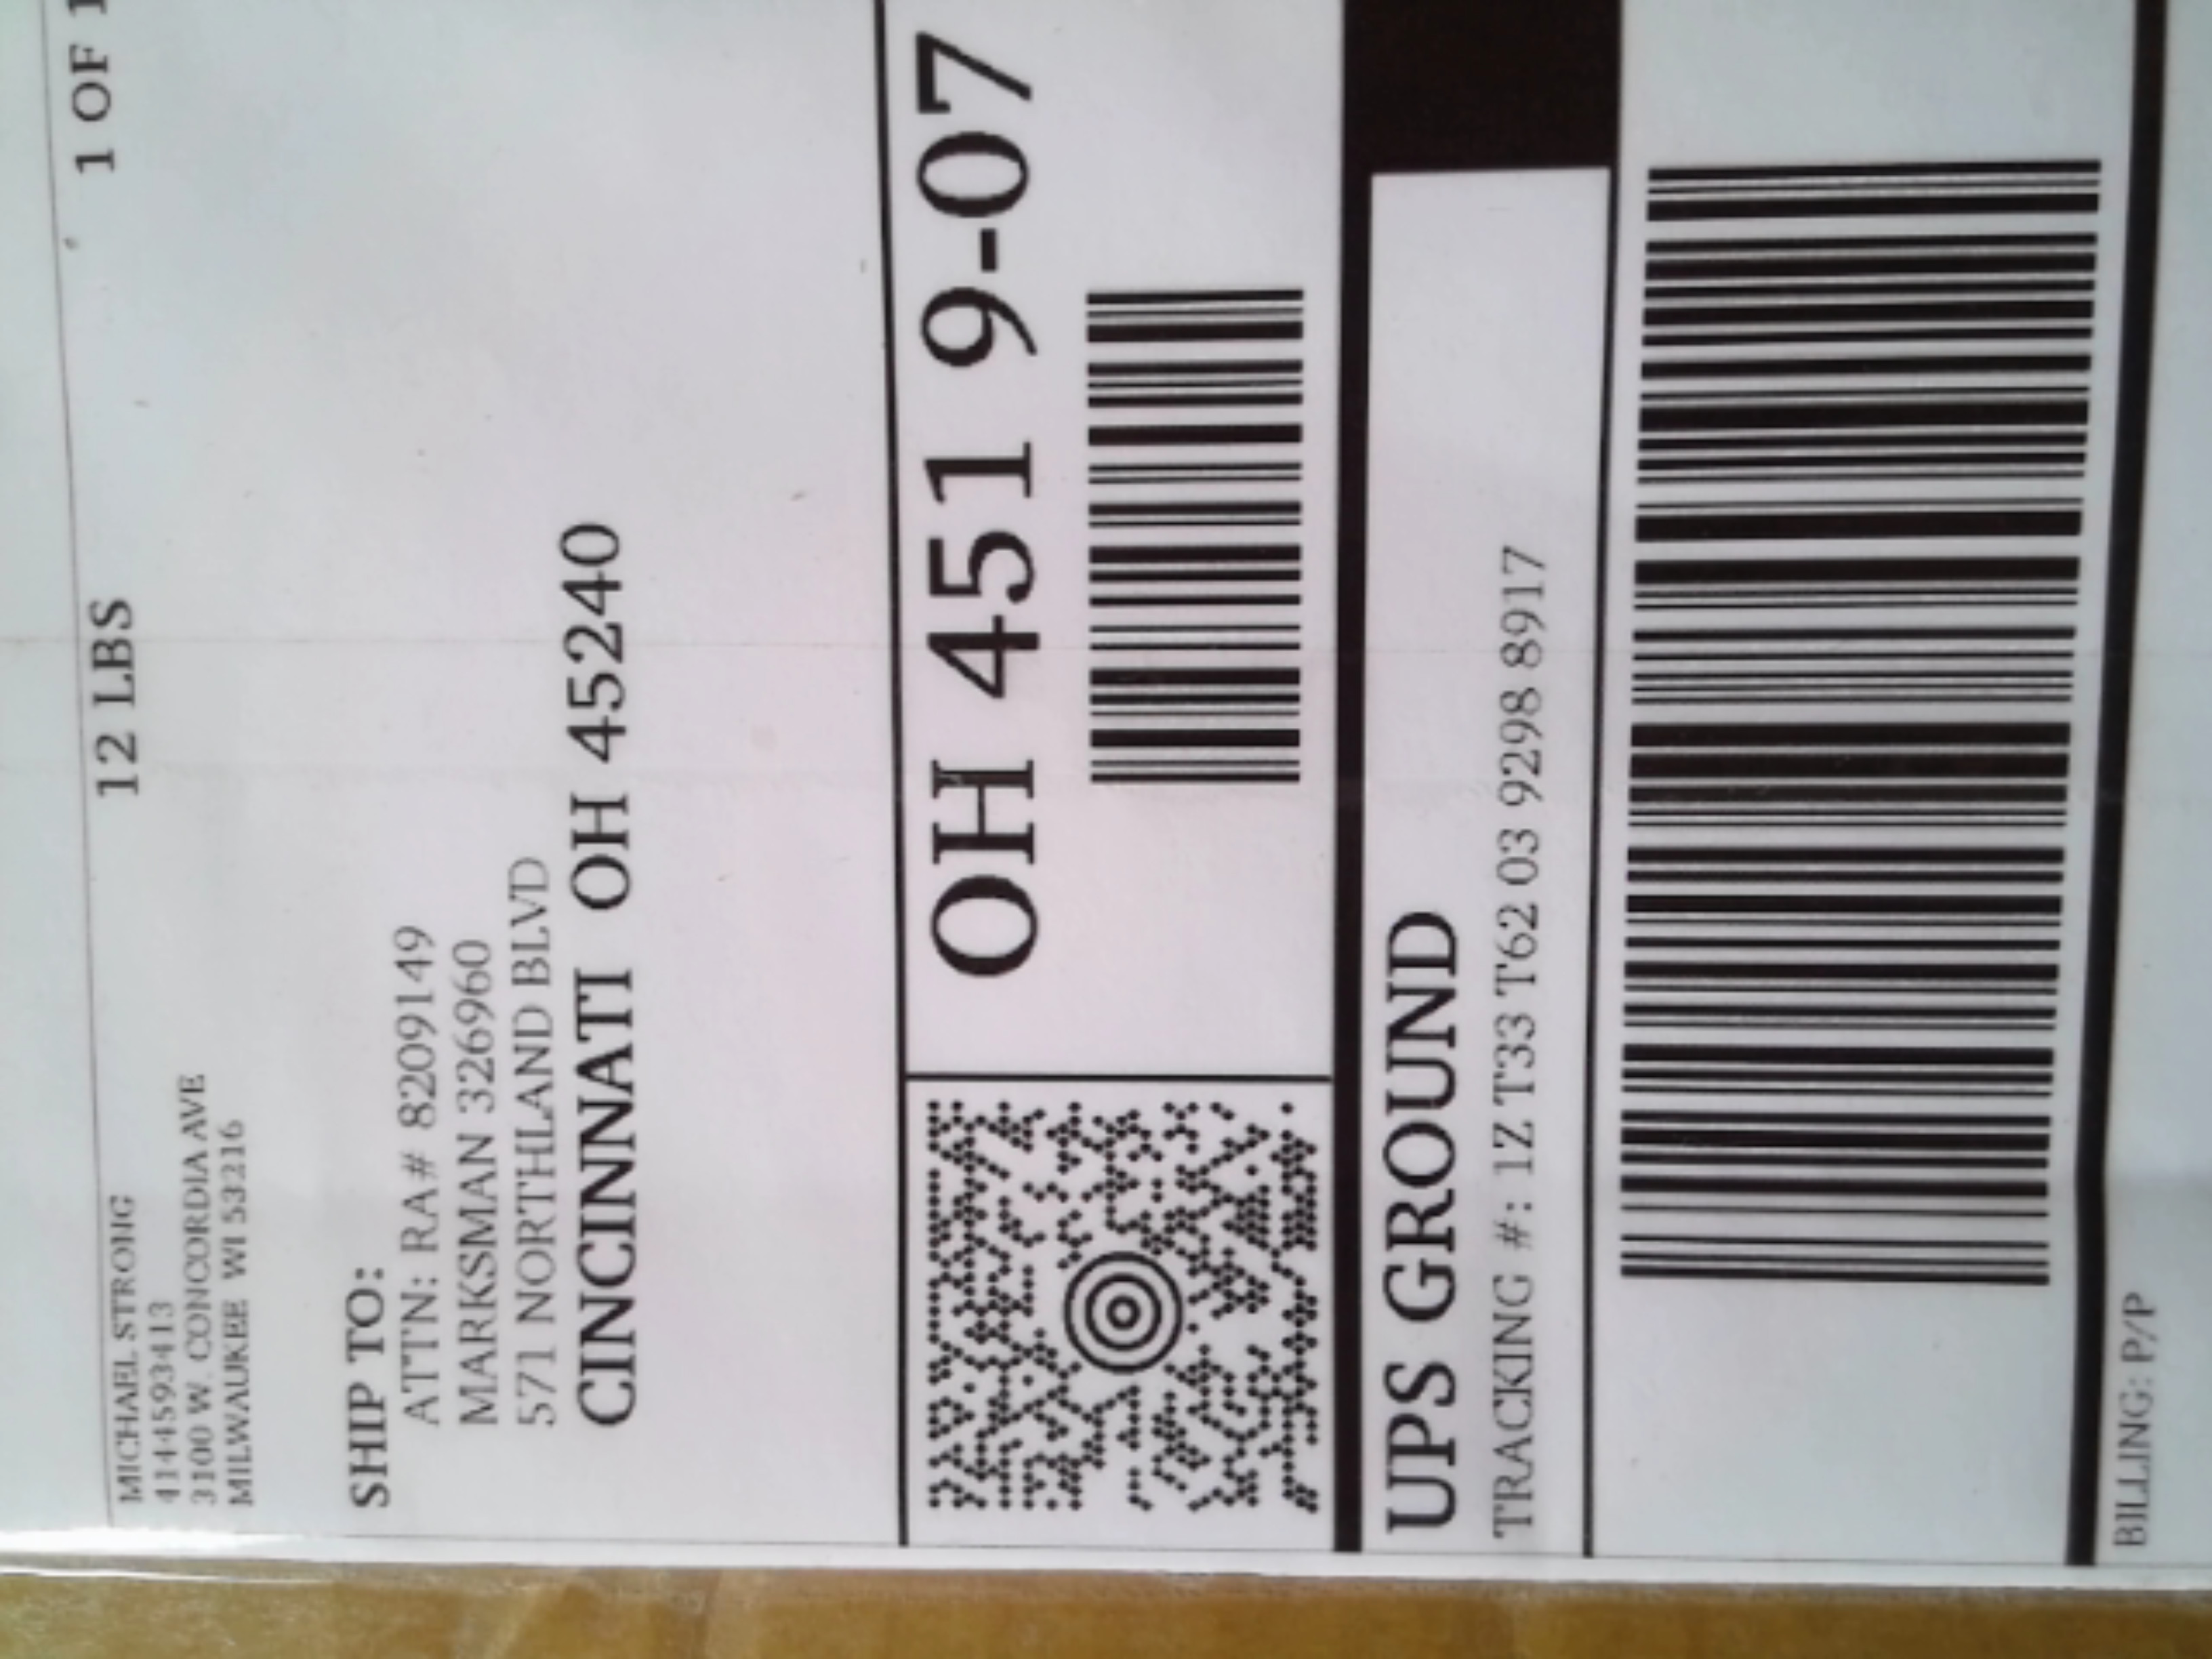 MICHAEL STRONG
4144593413
3100 W. CONCORDIA AVE
MILWAUKEE WI 53216
12 LBS
1 OF 1
SHIP TO:
ATTN: RA# 8209149
MARKSMAN 326960
571 NORTHLAND BLVD
CINCINNATI OH 45240
OH 451 9-07
UPS GROUND
TRACKING #: 1Z T33 T62 03 9298 8917
BILLING: P/P